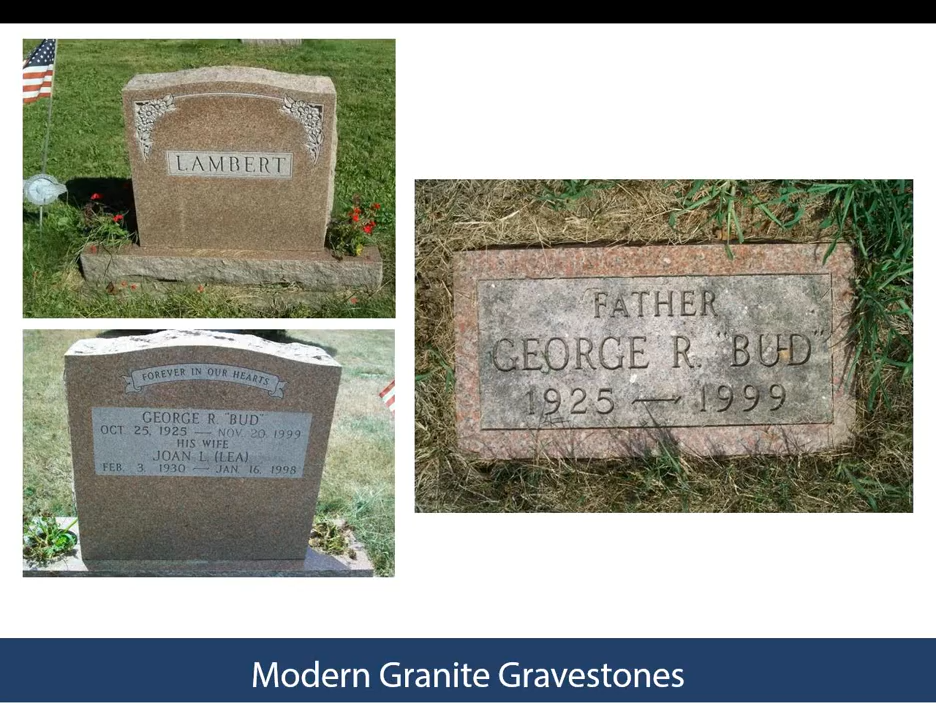 LAMBERT
FOREVER IN OUR HEARTS
GEORGE R. "BUD"
OCT. 25, 1925 — NOV. 20, 1999
HIS WIFE
JOAN L. (LEA)
FEB. 3, 1930 — JAN. 16, 1998
FATHER
GEORGE R. "BUD"
1925 — 1999
Modern Granite Gravestones